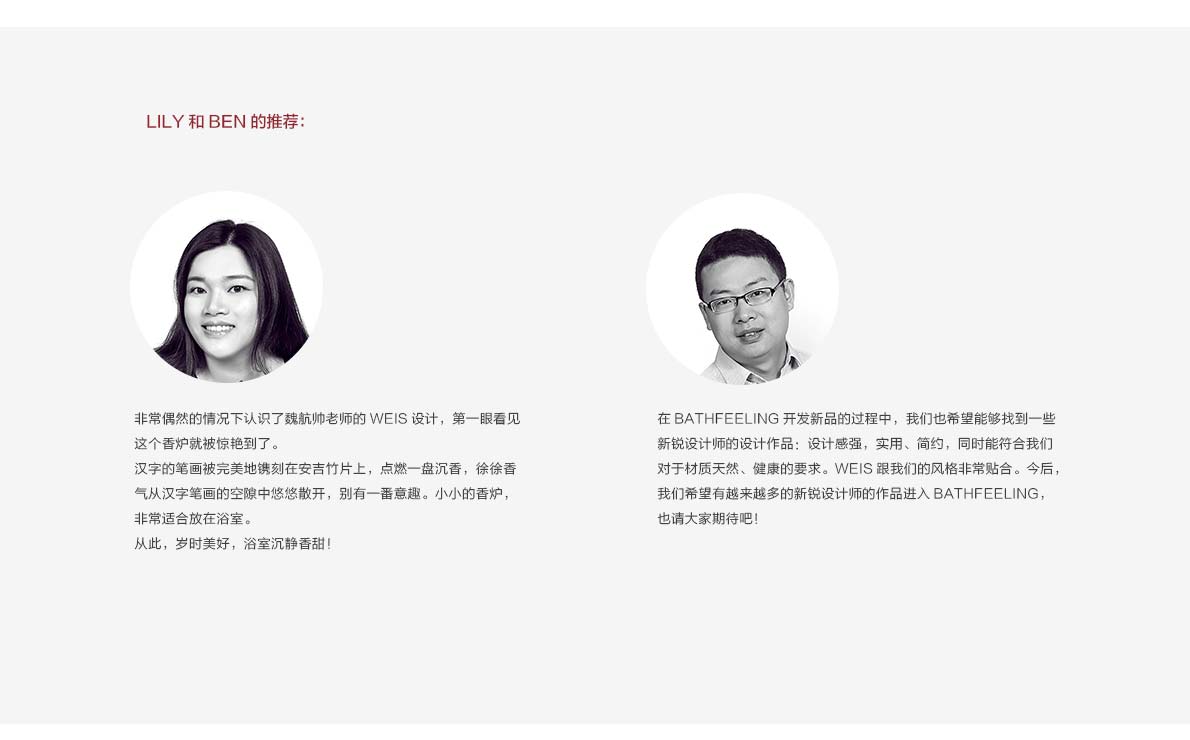 LILY 和 BEN 的推荐：
非常偶然的情况下认识了魏航帅老师的 WEIS 设计，第一眼看见
这个香炉就被惊艳到了。
汉字的笔画被完美地镌刻在安吉竹片上，点燃一盘沉香，徐徐香
气从汉字笔画的空隙中悠悠散开，别有一番意趣。小小的香炉，
非常适合放在浴室。
从此，岁时美好，浴室沉静香甜！
在 BATHFEELING 开发新品的过程中，我们也希望能够找到一些
新锐设计师的设计作品：设计感强，实用、简约，同时能符合我们
对于材质天然、健康的要求。WEIS 跟我们的风格非常贴合。今后，
我们希望有越来越多的新锐设计师的作品进入 BATHFEELING，
也请大家期待吧！